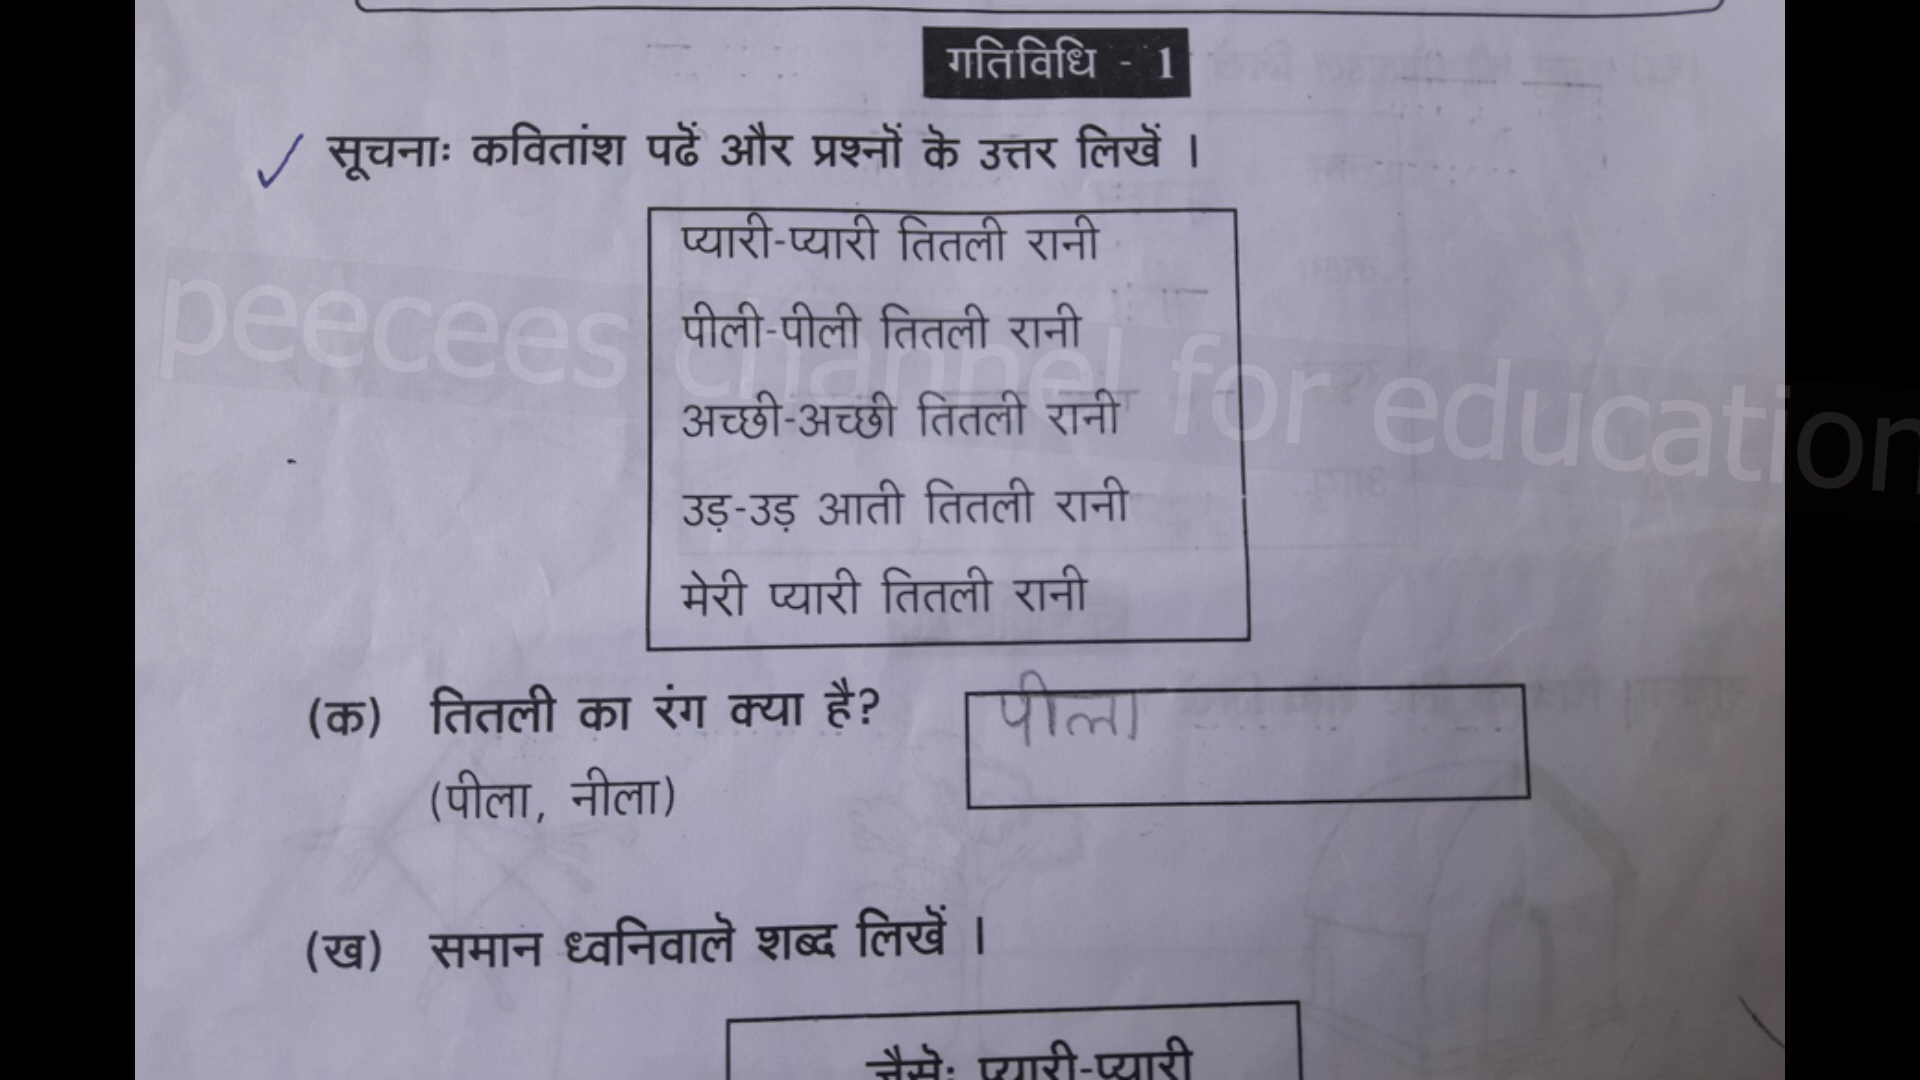 गतिविधि - 1
सूचनाः कवितांश पढें और प्रश्नों के उत्तर लिखें ।
प्यारी-प्यारी तितली रानी
पीली-पीली तितली रानी
अच्छी-अच्छी तितली रानी
उड़-उड़ आती तितली रानी
मेरी प्यारी तितली रानी
peecees channel for education
(क) तितली का रंग क्या है?
पीला
(पीला, नीला)
(ख) समान ध्वनिवाले शब्द लिखें ।
जैसेः प्यारी-प्यारी